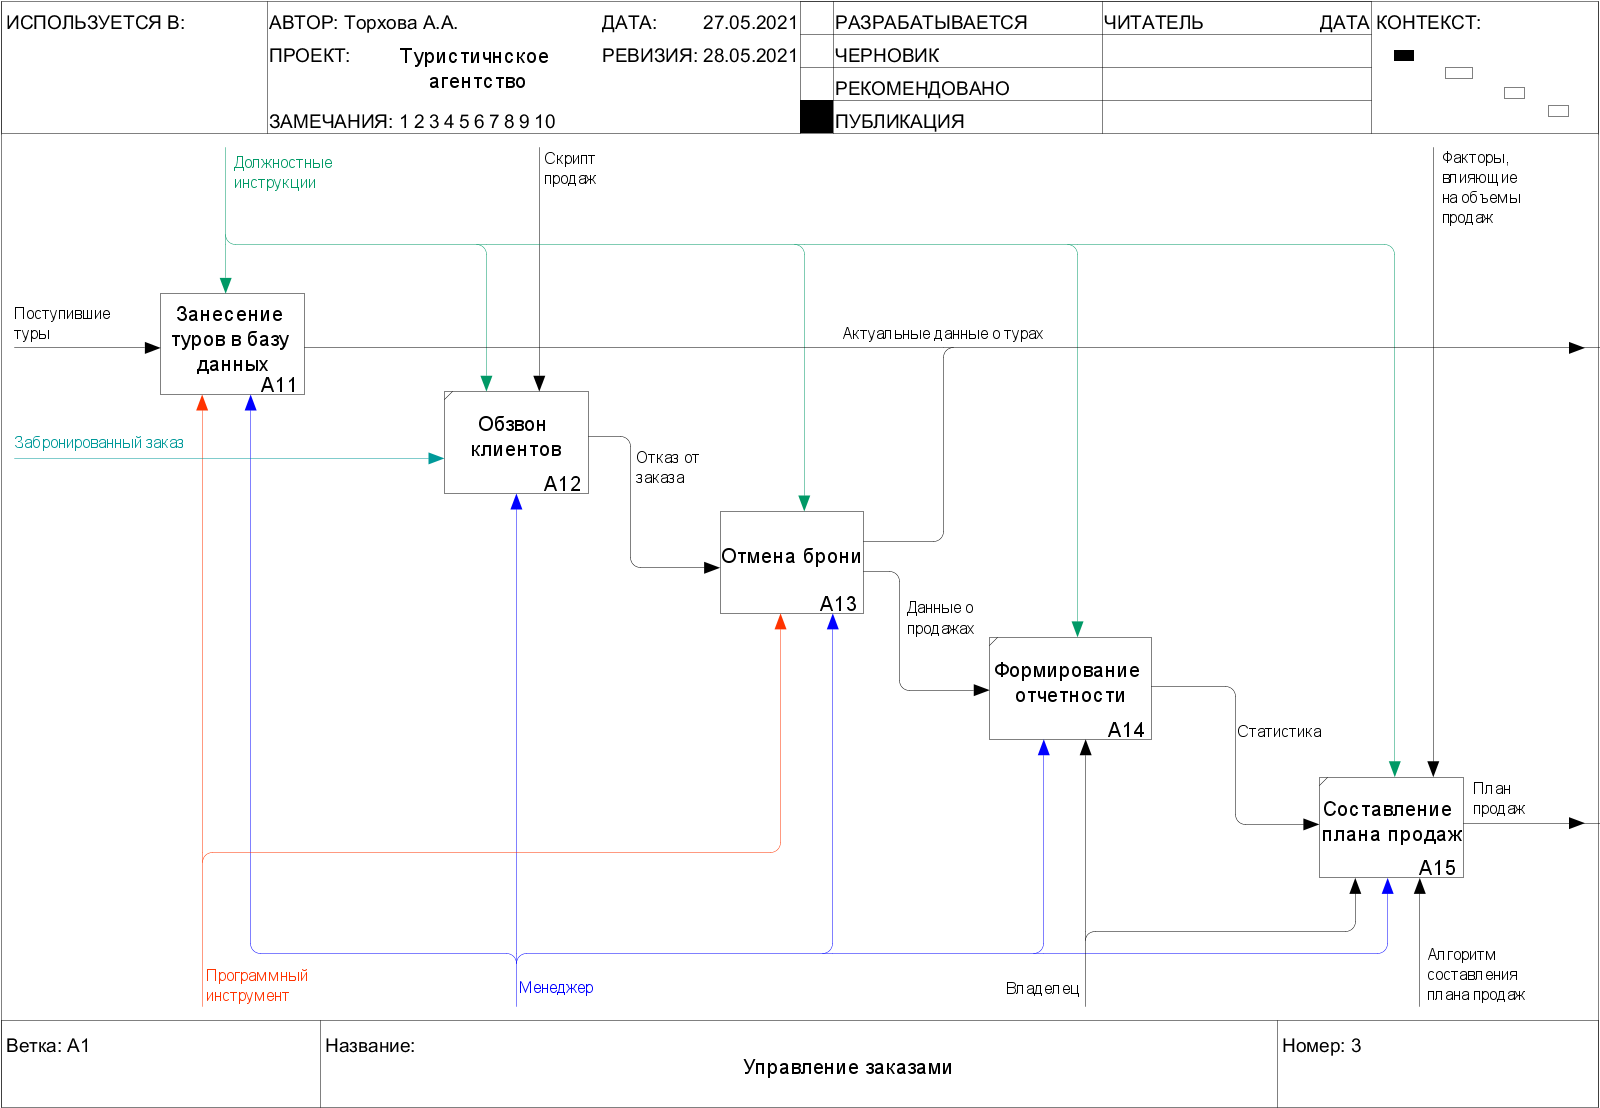 ИСПОЛЬЗУЕТСЯ В:
АВТОР: Торхова А.А.
ДАТА: 27.05.2021
РАЗРАБАТЫВАЕТСЯ
ЧИТАТЕЛЬ
ДАТА
КОНТЕКСТ:
ПРОЕКТ: Туристичнское
агентство
РЕВИЗИЯ: 28.05.2021
ЧЕРНОВИК
РЕКОМЕНДОВАНО
ЗАМЕЧАНИЯ: 1 2 3 4 5 6 7 8 9 10
ПУБЛИКАЦИЯ
Должностные
инструкции
Скрипт
продаж
Факторы,
влияющие
на объемы
продаж
Поступившие
туры
Занесение
туров в базу
данных
A11
Актуальные данные о турах
Забронированный заказ
Обзвон
клиентов
A12
Отказ от
заказа
Отмена брони
A13
Данные о
продажах
Формирование
отчетности
A14
Статистика
Составление
плана продаж
A15
План
продаж
Программный
инструмент
Менеджер
Владелец
Алгоритм
составления
плана продаж
Ветка: A1
Название:
Управление заказами
Номер: 3